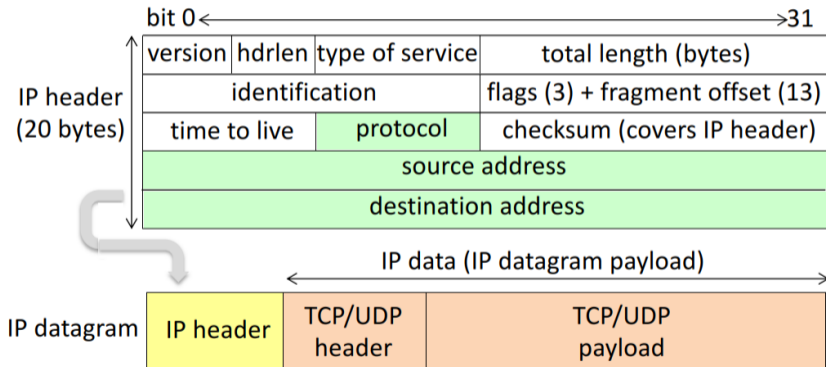 bit 0 31
version hdrlen type of service total length (bytes)
IP header
(20 bytes)
identification flags (3) + fragment offset (13)
time to live protocol checksum (covers IP header)
source address
destination address
IP data (IP datagram payload)
IP datagram IP header
TCP/UDP
header
TCP/UDP
payload